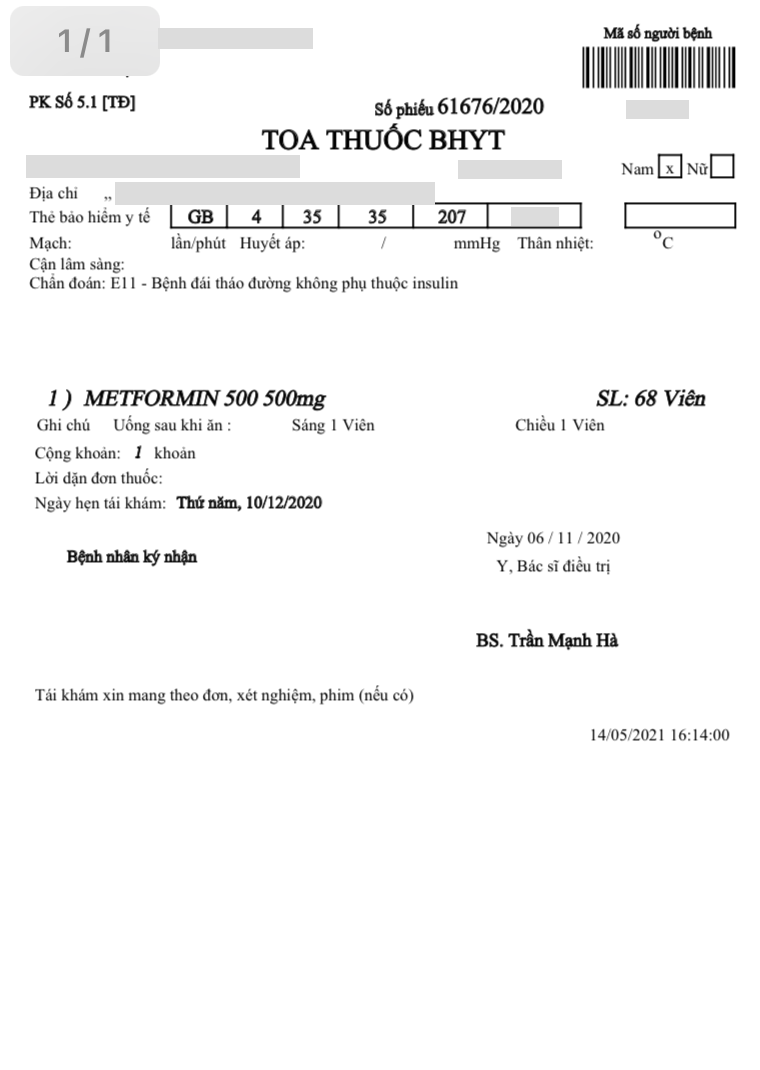 1/1
Mã số người bệnh
PK Số 5.1 [TĐ]
Số phiếu 61676/2020
TOA THUỐC BHYT
Nam x Nữ
Địa chỉ ,,
Thẻ bảo hiểm y tế GB 4 35 35 207
Mạch: lần/phút Huyết áp: / mmHg Thân nhiệt: °C
Cận lâm sàng:
Chẩn đoán: E11 - Bệnh đái tháo đường không phụ thuộc insulin
1 ) METFORMIN 500 500mg SL: 68 Viên
Ghi chú Uống sau khi ăn : Sáng 1 Viên Chiều 1 Viên
Cộng khoản: 1 khoản
Lời dặn đơn thuốc:
Ngày hẹn tái khám: Thứ năm, 10/12/2020
Ngày 06 / 11 / 2020
Bệnh nhân ký nhận
Y, Bác sĩ điều trị
BS. Trần Mạnh Hà
Tái khám xin mang theo đơn, xét nghiệm, phim (nếu có)
14/05/2021 16:14:00